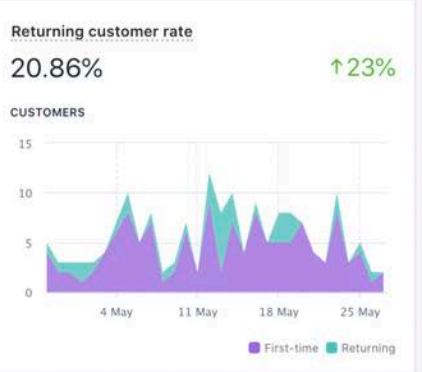 Returning customer rate
20.86%
↑23%
CUSTOMERS
15
10
5
0
4 May
11 May
18 May
25 May
First-time
Returning